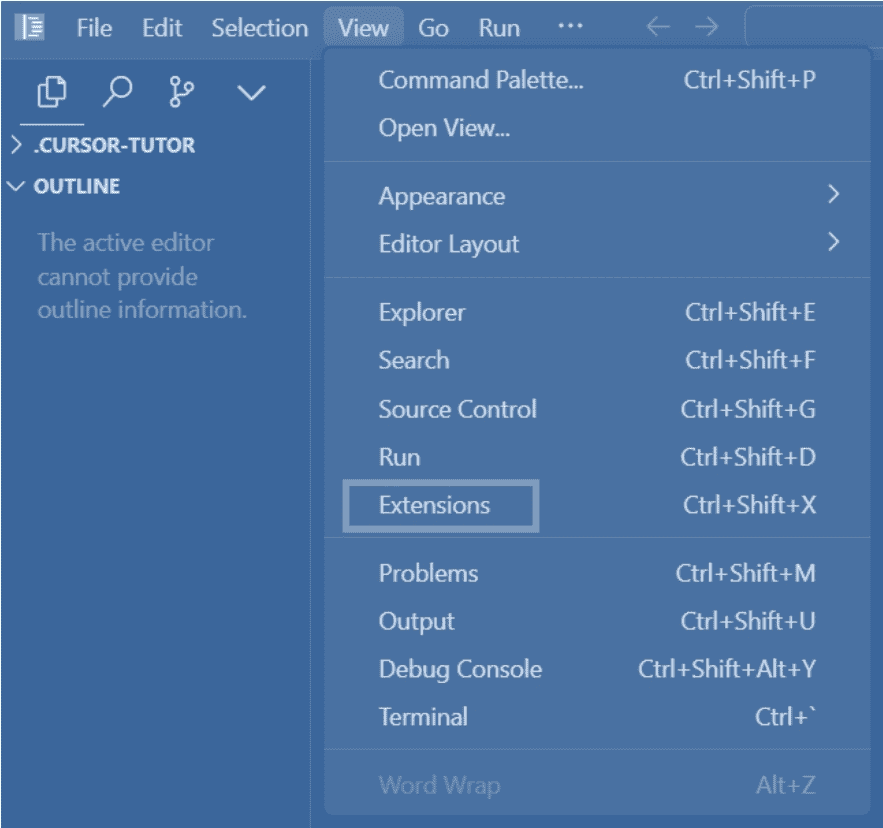 File Edit Selection View Go Run ...
.CURSOR-TUTOR
OUTLINE
The active editor
cannot provide
outline information.
Command Palette... Ctrl+Shift+P
Open View...
Appearance
Editor Layout
Explorer Ctrl+Shift+E
Search Ctrl+Shift+F
Source Control Ctrl+Shift+G
Run Ctrl+Shift+D
Extensions Ctrl+Shift+X
Problems Ctrl+Shift+M
Output Ctrl+Shift+U
Debug Console Ctrl+Shift+Alt+Y
Terminal Ctrl+`
Word Wrap Alt+Z